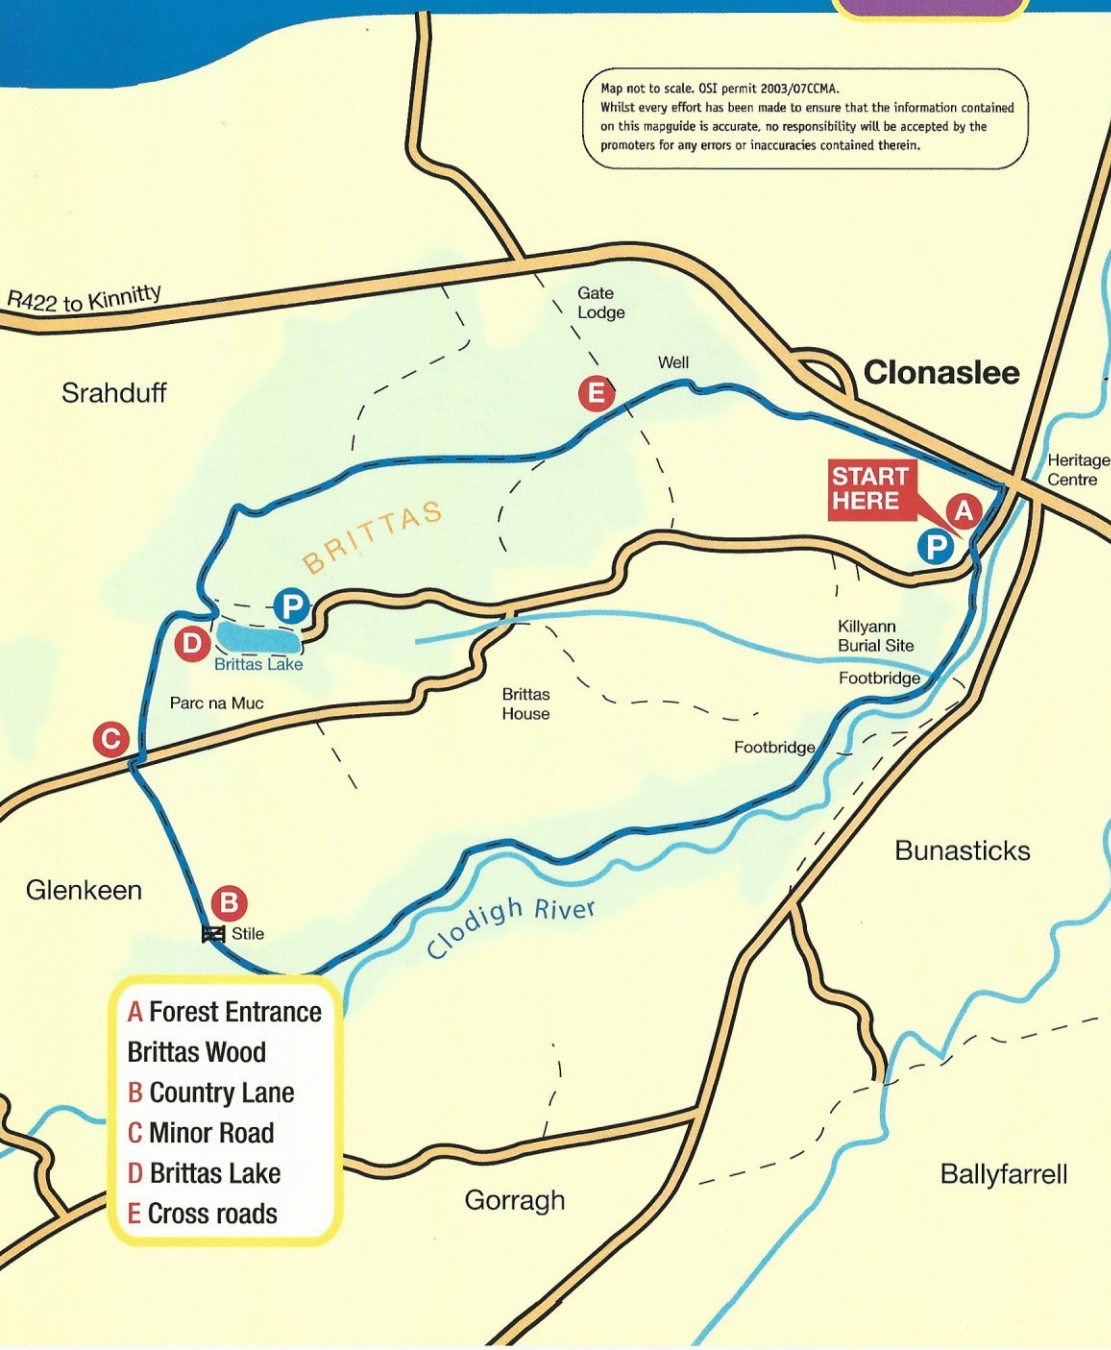 Map not to scale. OSI permit 2003/07CCMA.
Whilst every effort has been made to ensure that the information contained
on this mapguide is accurate, no responsibility will be accepted by the
promoters for any errors or inaccuracies contained therein.
R422 to Kinnitty
Gate
Lodge
Srahduff
Well
Clonaslee
E
Heritage
Centre
START
HERE
A
P
BRITTAS
P
D
Brittas Lake
Killyann
Burial Site
Footbridge
Parc na Muc
Brittas
House
C
Footbridge
Bunasticks
Glenkeen
B
Stile
Clodigh River
A Forest Entrance
Brittas Wood
B Country Lane
C Minor Road
D Brittas Lake
E Cross roads
Gorragh
Ballyfarrell